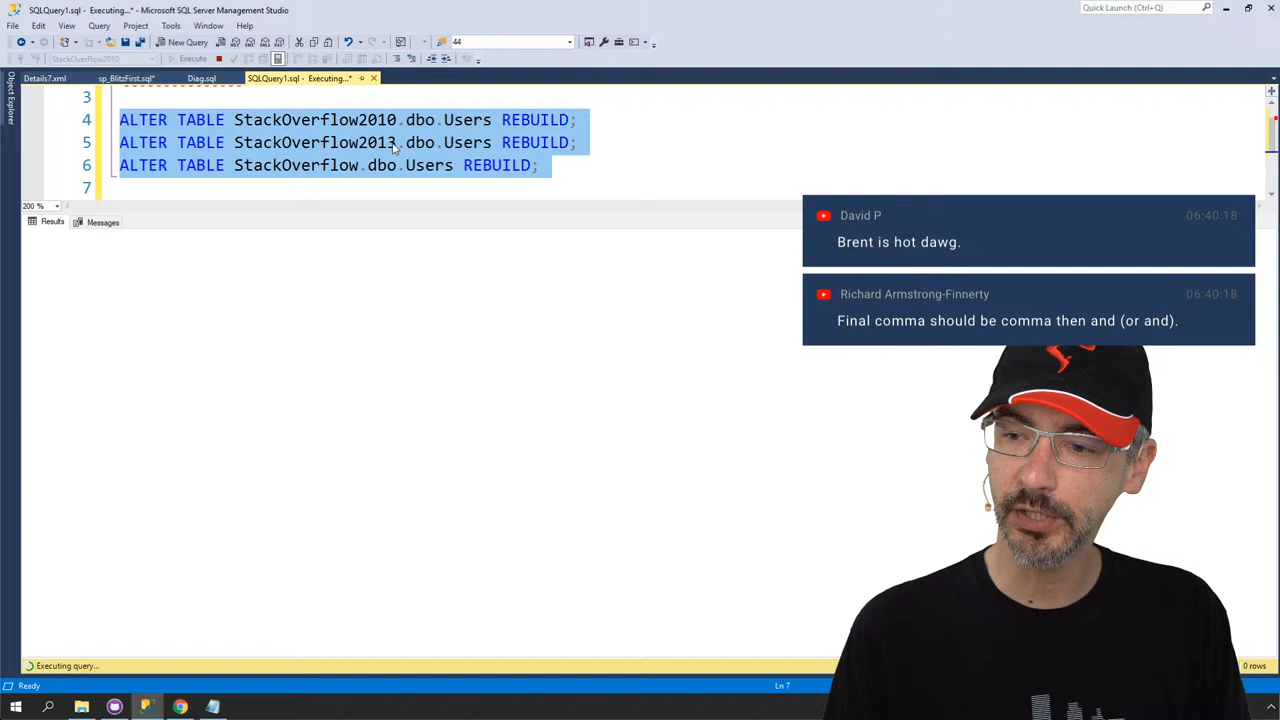 SQLQuery1.sql - Executing...* - Microsoft SQL Server Management Studio
Quick Launch (Ctrl+Q)
File Edit View Query Project Tools Window Help
New Query
44
StackOverflow2010
Execute
Object Explorer
Details7.xml
sp_BlitzFirst.sql*
Diag.sql
SQLQuery1.sql - Executing...*
3
4 ALTER TABLE StackOverflow2010.dbo.Users REBUILD;
5 ALTER TABLE StackOverflow2013.dbo.Users REBUILD;
6 ALTER TABLE StackOverflow.dbo.Users REBUILD;
7
200 %
Results
Messages
David P 06:40:18
Brent is hot dawg.
Richard Armstrong-Finnerty 06:40:18
Final comma should be comma then and (or and).
Executing query...
0 rows
Ready
Ln 7